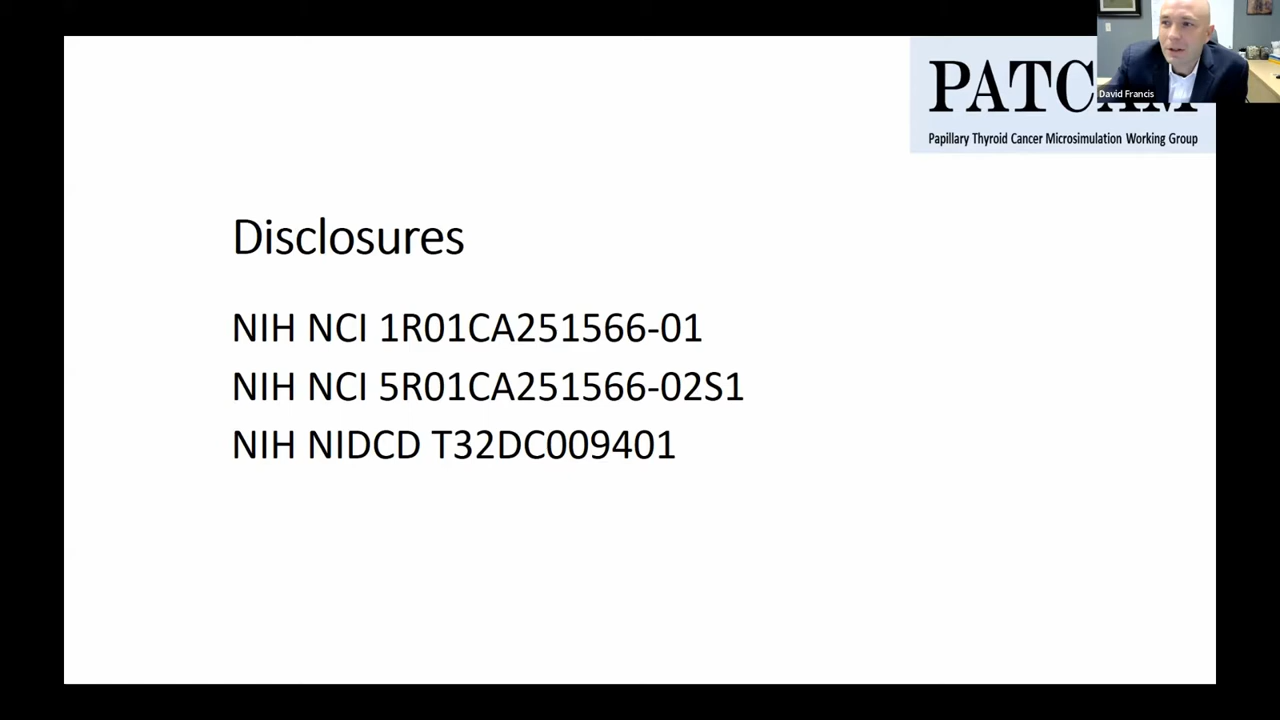 PATCAM
David Francis
Papillary Thyroid Cancer Microsimulation Working Group
Disclosures
NIH NCI 1R01CA251566-01
NIH NCI 5R01CA251566-02S1
NIH NIDCD T32DC009401